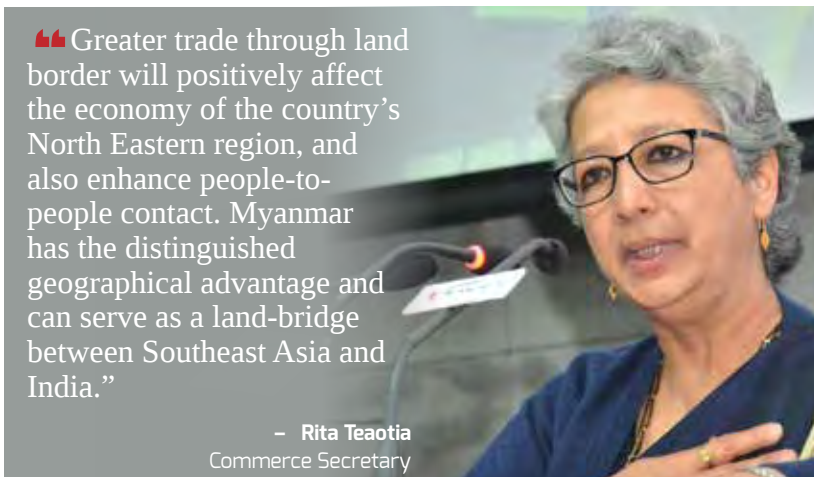 ❝Greater trade through land
border will positively affect
the economy of the country’s
North Eastern region, and
also enhance people-to-
people contact. Myanmar
has the distinguished
geographical advantage and
can serve as a land-bridge
between Southeast Asia and
India.”
– Rita Teaotia
Commerce Secretary